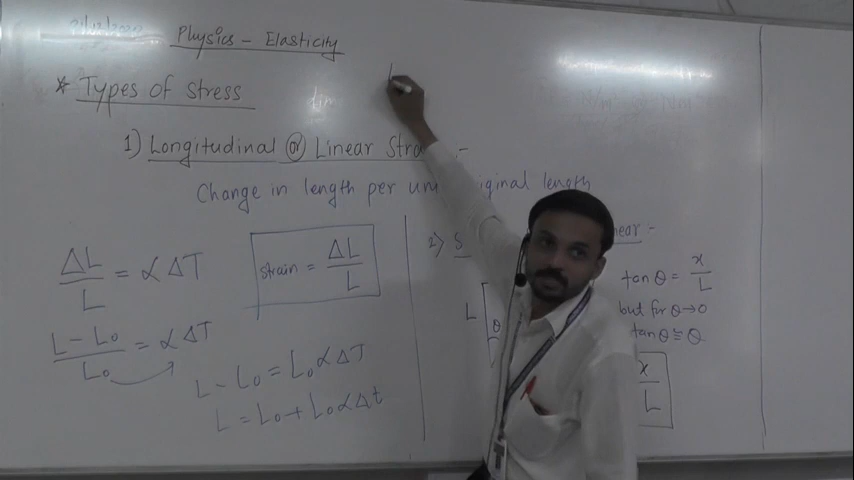 Physics - Elasticity
* Types of stress
1) Longitudinal or Linear Stra :-
Change in length per un iginal length
ΔL/L = α ΔT
strain = ΔL/L
L - L₀/L₀ = α ΔT
L - L₀ = L₀ α ΔT
L = L₀ + L₀ α Δt
2) S near :-
tan θ = x/L
L θ
but for θ → 0
tan θ ≅ θ
x/L